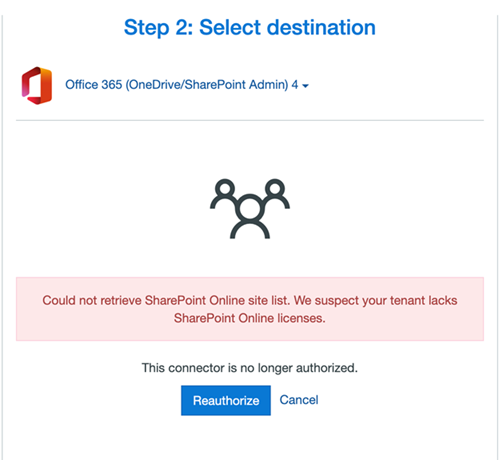 Step 2: Select destination
Office 365 (OneDrive/SharePoint Admin) 4
Could not retrieve SharePoint Online site list. We suspect your tenant lacks
SharePoint Online licenses.
This connector is no longer authorized.
Reauthorize Cancel